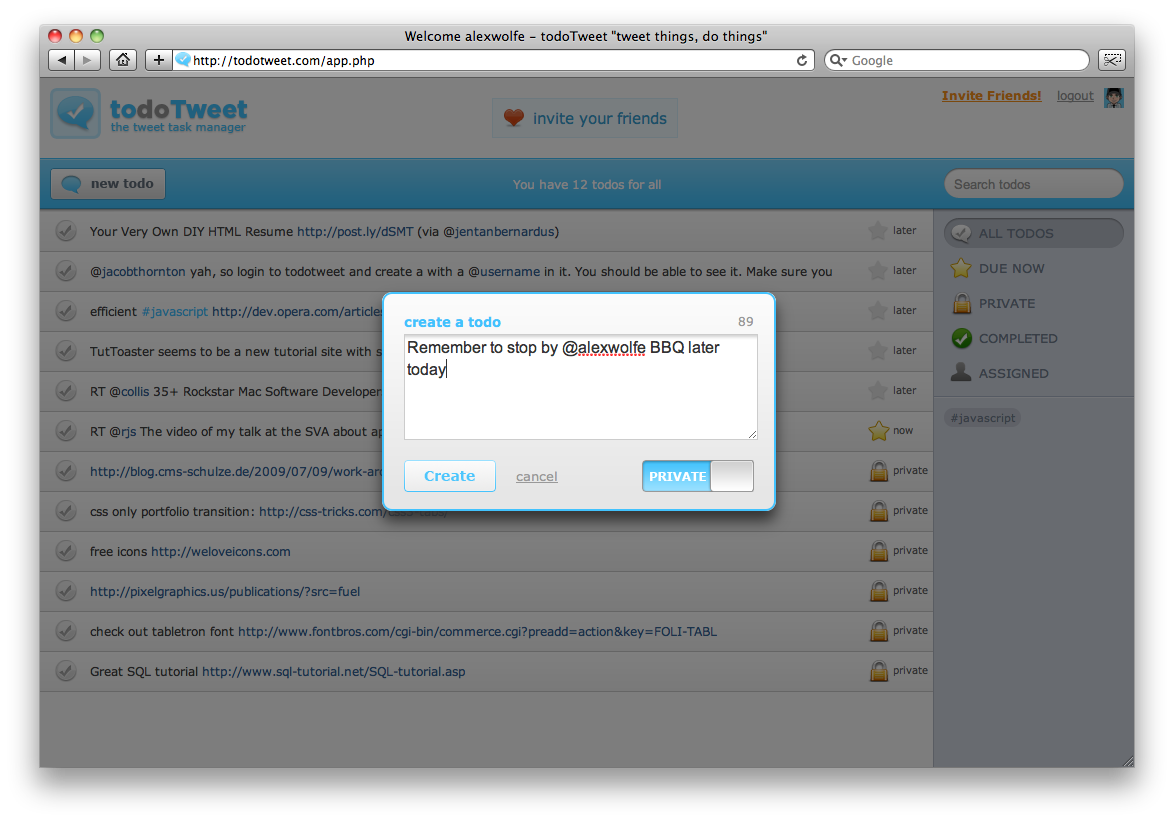 Welcome alexwolfe – todoTweet "tweet things, do things"
http://todotweet.com/app.php
Google
todoTweet
the tweet task manager
invite your friends
Invite Friends!
logout
new todo
You have 12 todos for all
Search todos
Your Very Own DIY HTML Resume http://post.ly/dSMT (via @jentanbernardus)
later
@jacobthornton yah, so login to todotweet and create a with a @username in it. You should be able to see it. Make sure you
later
efficient #javascript http://dev.opera.com/articles
later
TutToaster seems to be a new tutorial site with
later
RT @collis 35+ Rockstar Mac Software Developer
later
RT @rjs The video of my talk at the SVA about
now
http://blog.cms-schulze.de/2009/07/09/work-
private
css only portfolio transition: http://css-tricks.com/
private
free icons http://weloveicons.com
private
http://pixelgraphics.us/publications/?src=fuel
private
check out tabletron font http://www.fontbros.com/cgi-bin/commerce.cgi?preadd=action&key=FOLI-TABL
private
Great SQL tutorial http://www.sql-tutorial.net/SQL-tutorial.asp
private
create a todo
89
Remember to stop by @alexwolfe BBQ later
today
Create
cancel
PRIVATE
ALL TODOS
DUE NOW
PRIVATE
COMPLETED
ASSIGNED
#javascript